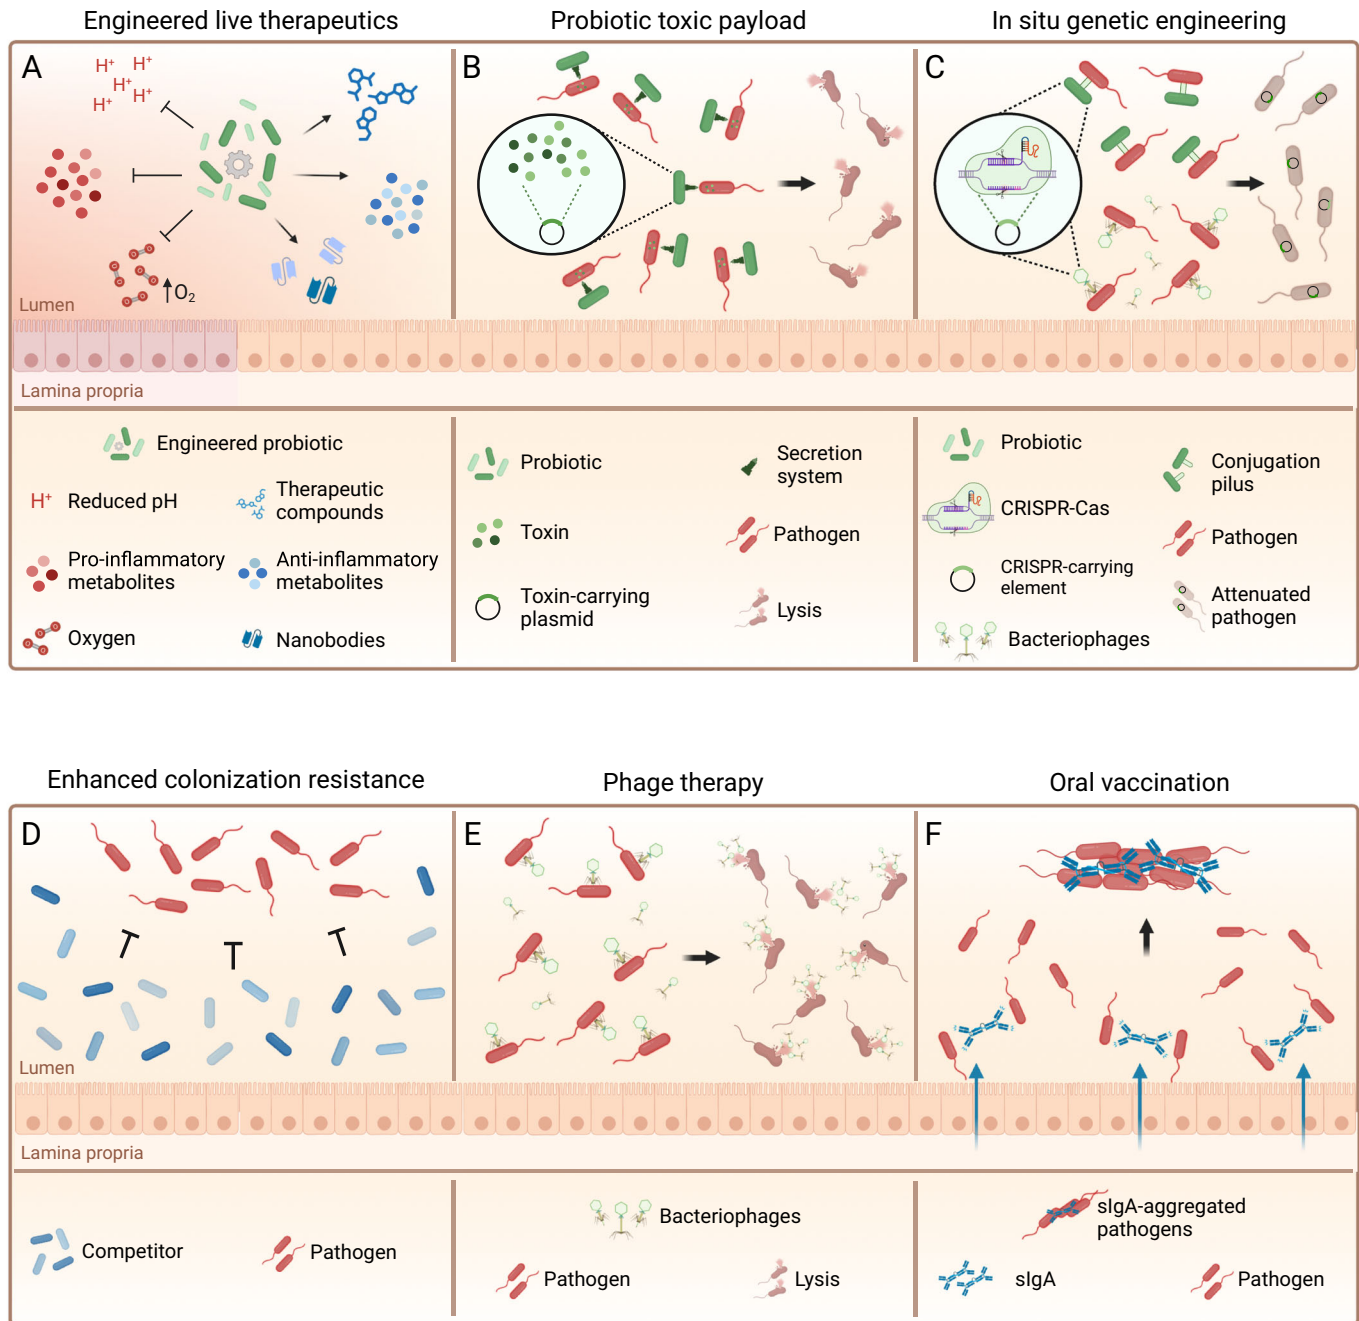 Engineered live therapeutics
Probiotic toxic payload
In situ genetic engineering
A
H⁺
H⁺
H⁺
H⁺
H⁺
O₂
Lumen
B
C
Lamina propria
Engineered probiotic
H⁺
Reduced pH
Therapeutic
compounds
Pro-inflammatory
metabolites
Anti-inflammatory
metabolites
Oxygen
Nanobodies
Probiotic
Secretion
system
Toxin
Pathogen
Toxin-carrying
plasmid
Lysis
Probiotic
Conjugation
pilus
CRISPR-Cas
Pathogen
CRISPR-carrying
element
Attenuated
pathogen
Bacteriophages
Enhanced colonization resistance
Phage therapy
Oral vaccination
D
E
F
Lumen
Lamina propria
Competitor
Pathogen
Bacteriophages
Pathogen
Lysis
sIgA-aggregated
pathogens
sIgA
Pathogen